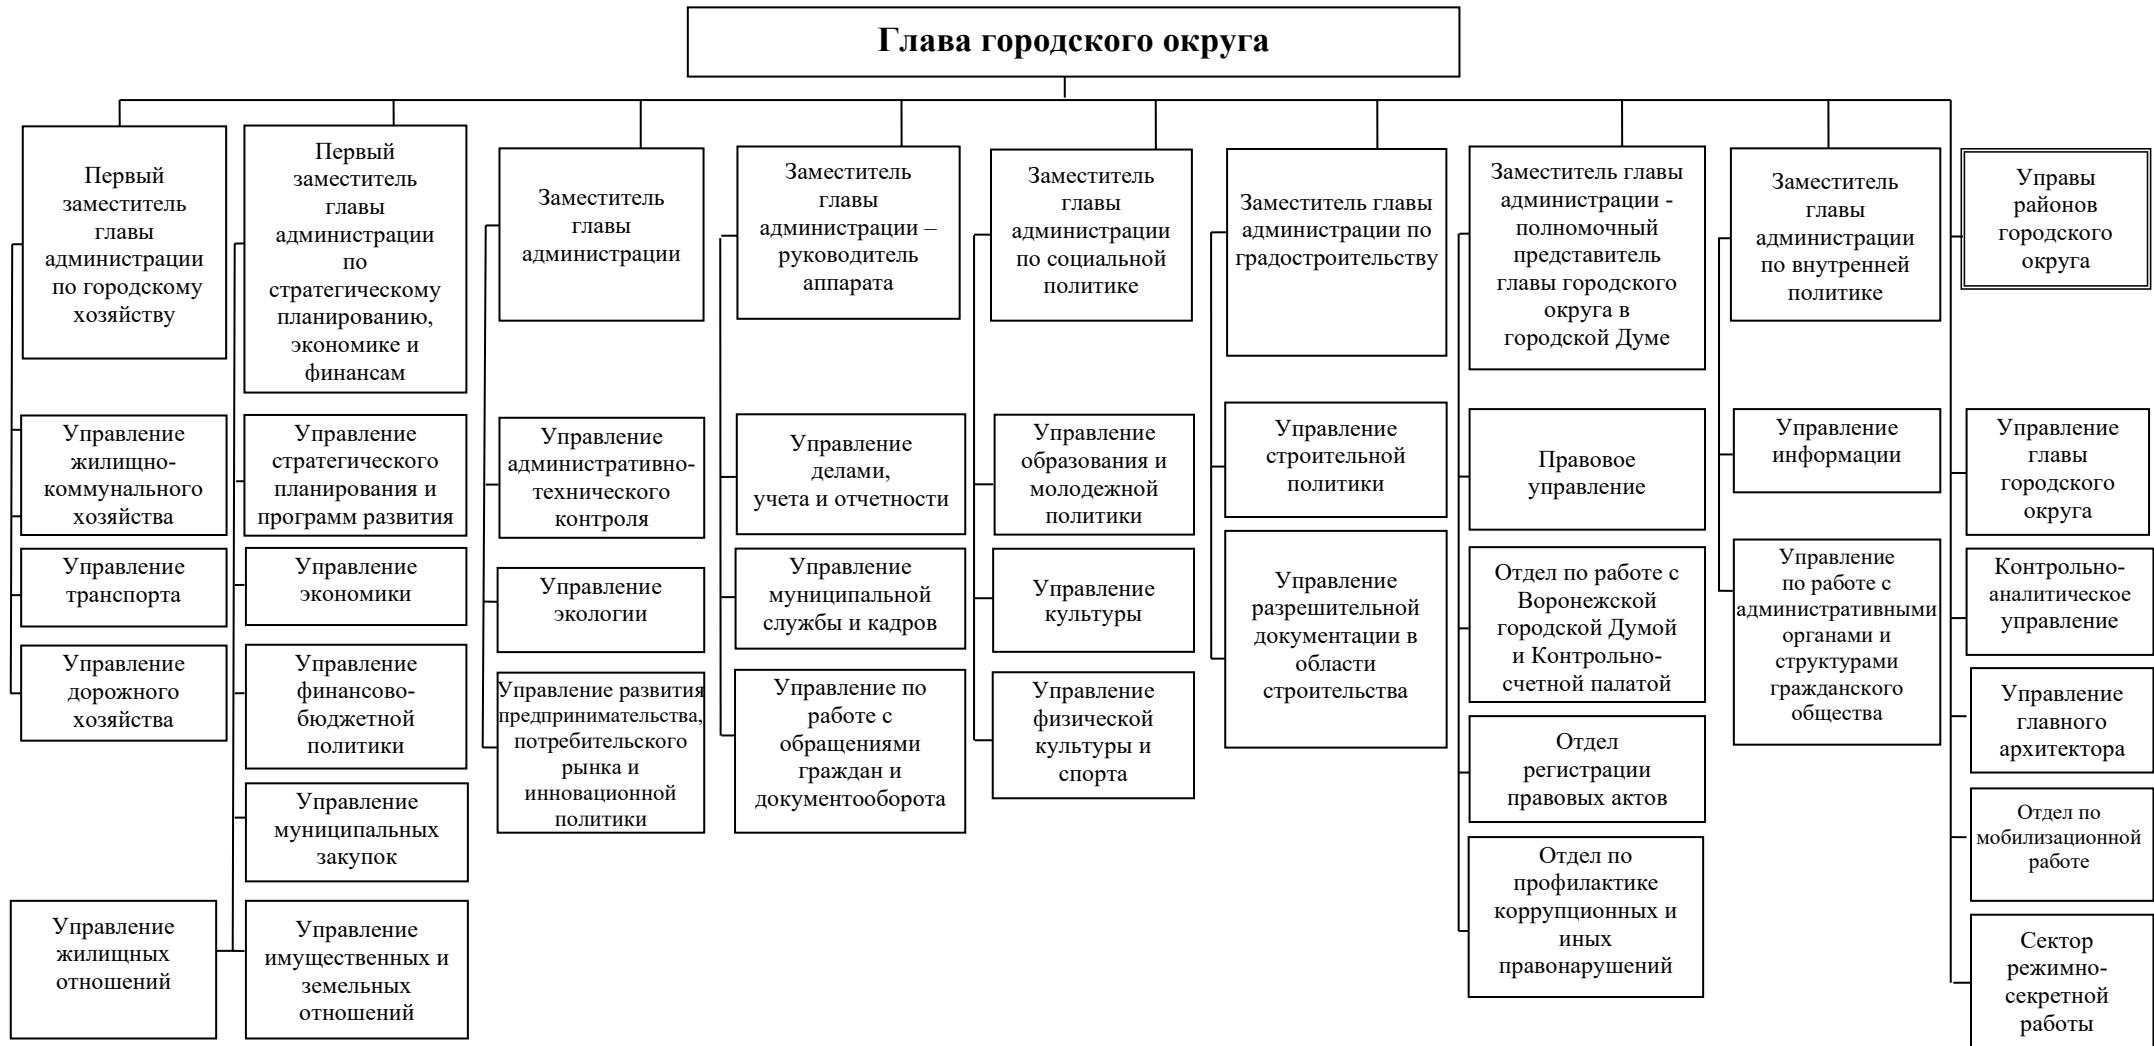 Глава городского округа
Первый
заместитель
главы
администрации
по городскому
хозяйству
Первый
заместитель
главы
администрации
по
стратегическому
планированию,
экономике и
финансам
Заместитель
главы
администрации
Заместитель
главы
администрации –
руководитель
аппарата
Заместитель
главы
администрации
по социальной
политике
Заместитель главы
администрации по
градостроительству
Заместитель главы
администрации -
полномочный
представитель
главы городского
округа в
городской Думе
Заместитель
главы
администрации
по внутренней
политике
Управы
районов
городского
округа
Управление
жилищно-
коммунального
хозяйства
Управление
транспорта
Управление
дорожного
хозяйства
Управление
стратегического
планирования и
программ развития
Управление
экономики
Управление
финансово-
бюджетной
политики
Управление
муниципальных
закупок
Управление
жилищных
отношений
Управление
имущественных и
земельных
отношений
Управление
административно-
технического
контроля
Управление
экологии
Управление развития
предпринимательства,
потребительского
рынка и
инновационной
политики
Управление
делами,
учета и отчетности
Управление
муниципальной
службы и кадров
Управление по
работе с
обращениями
граждан и
документооборота
Управление
образования и
молодежной
политики
Управление
культуры
Управление
физической
культуры и
спорта
Управление
строительной
политики
Управление
разрешительной
документации в
области
строительства
Правовое
управление
Отдел по работе с
Воронежской
городской Думой
и Контрольно-
счетной палатой
Отдел
регистрации
правовых актов
Отдел по
профилактике
коррупционных и
иных
правонарушений
Управление
информации
Управление
по работе с
административными
органами и
структурами
гражданского
общества
Управление
главы
городского
округа
Контрольно-
аналитическое
управление
Управление
главного
архитектора
Отдел по
мобилизационной
работе
Сектор
режимно-
секретной
работы